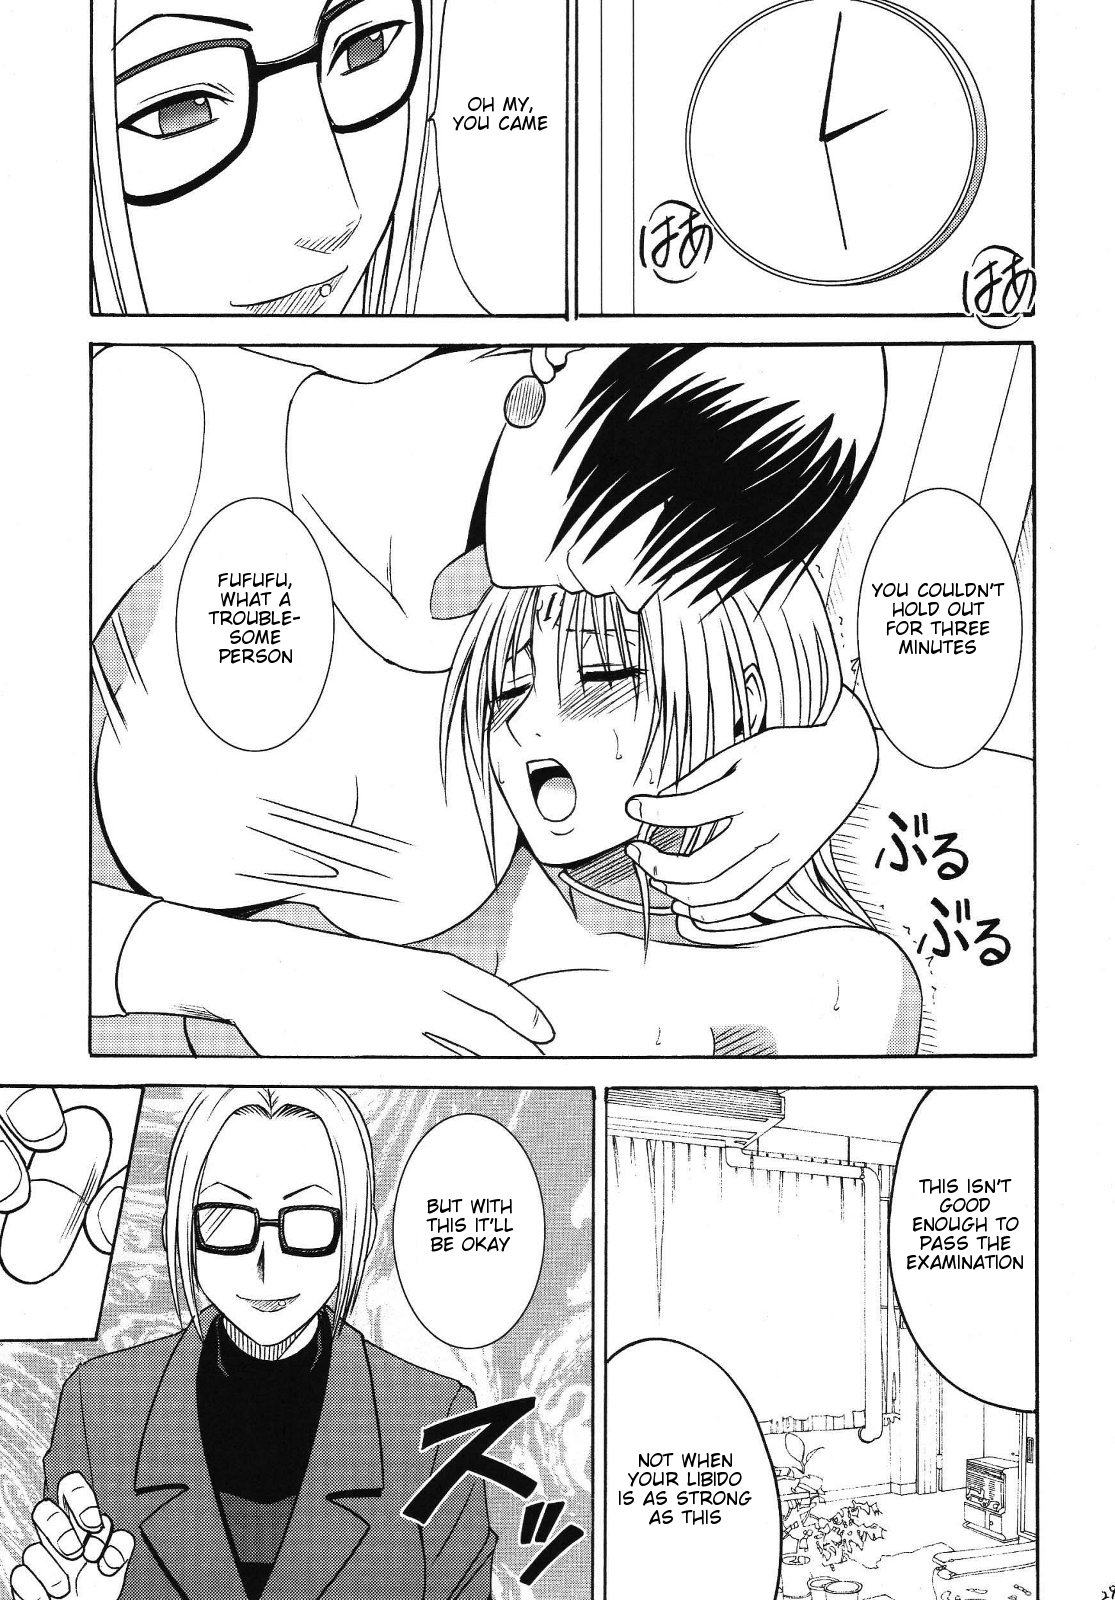 はあ
はあ
OH MY,
YOU CAME
YOU COULDN'T
HOLD OUT
FOR THREE
MINUTES
FUFUFU,
WHAT A
TROUBLE-
SOME
PERSON
ぶる
ぶる
THIS ISN'T
GOOD
ENOUGH TO
PASS THE
EXAMINATION
NOT WHEN
YOUR LIBIDO
IS AS STRONG
AS THIS
BUT WITH
THIS IT'LL
BE OKAY
スッ